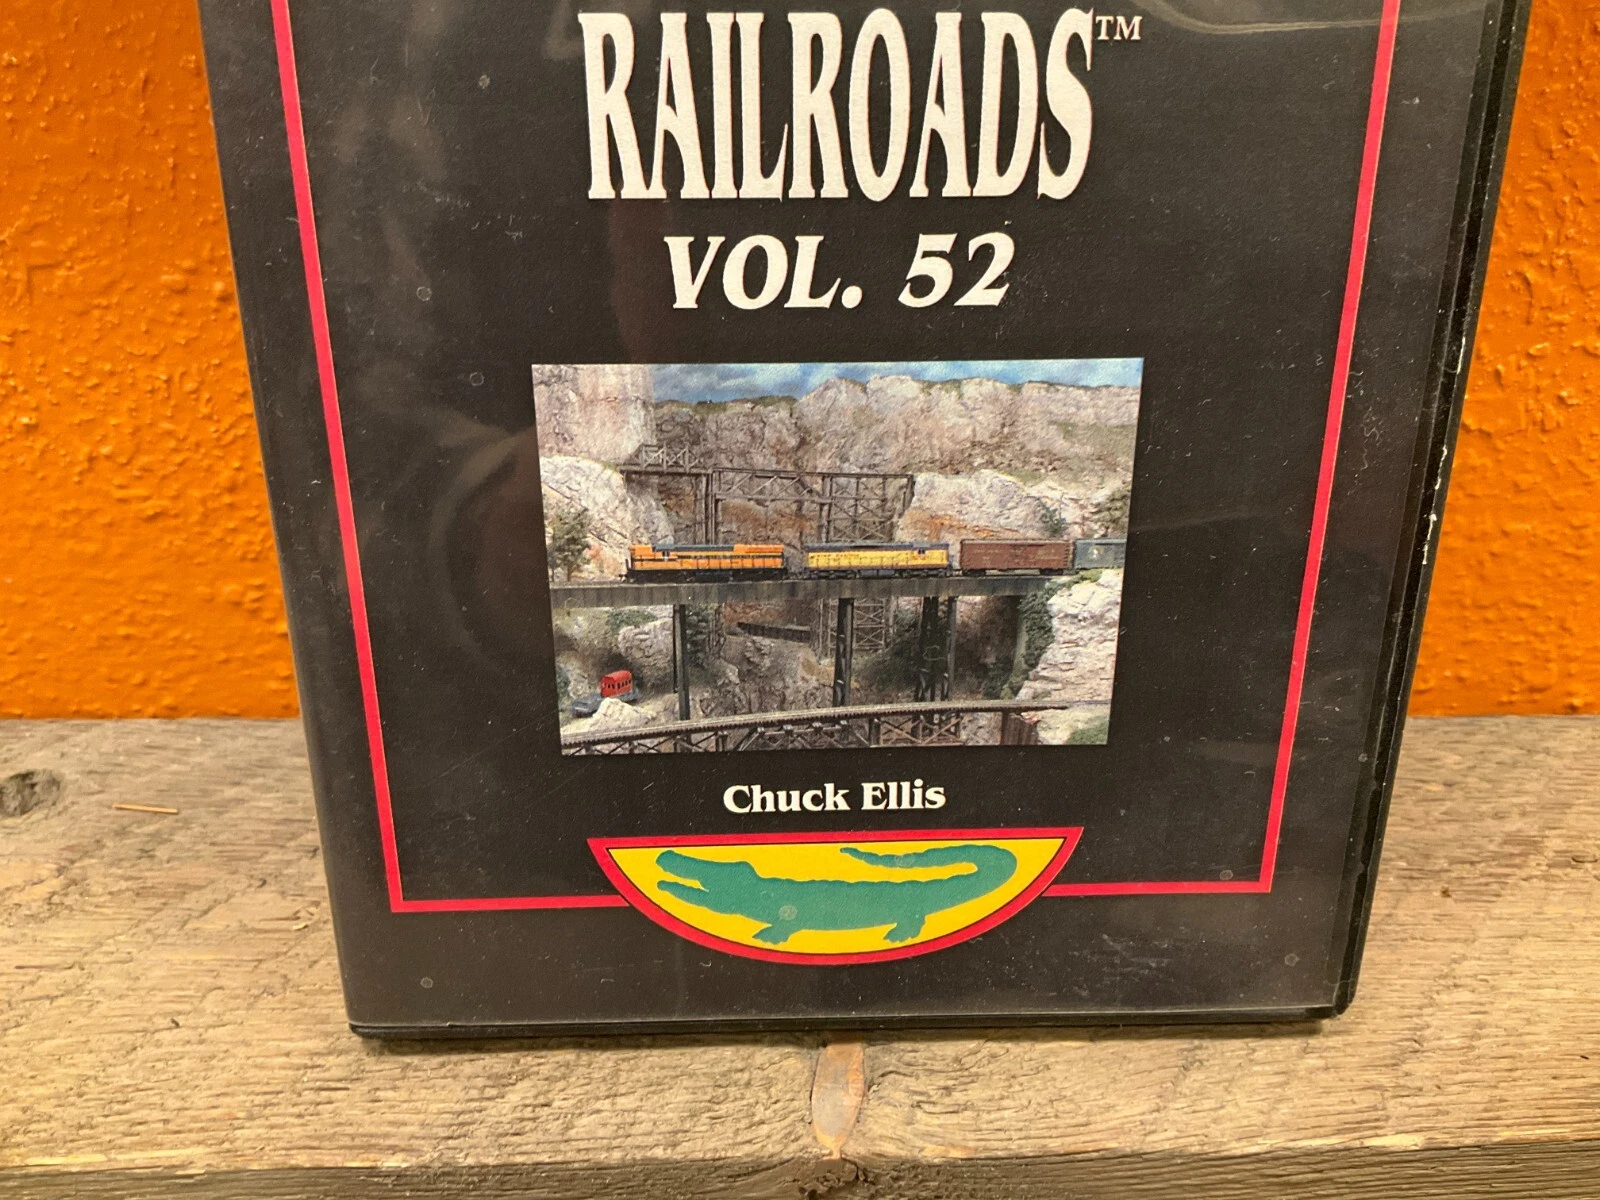 RAILROADS™
VOL. 52
Chuck Ellis